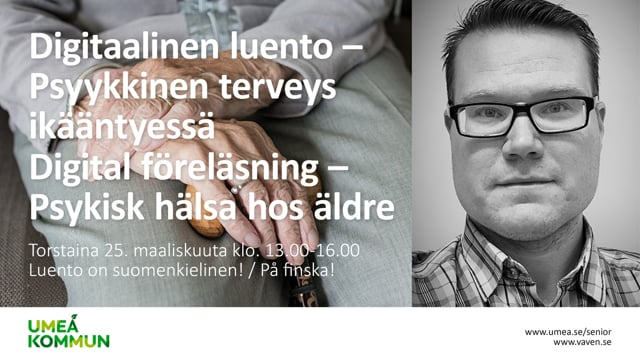 Digitaalinen luento –
Psyykkinen terveys
ikääntyessä
Digital föreläsning –
Psykisk hälsa hos äldre
Torstaina 25. maaliskuuta klo. 13.00-16.00
Luento on suomenkielinen! / På finska!
UMEÅ
KOMMUN
www.umea.se/senior
www.vaven.se